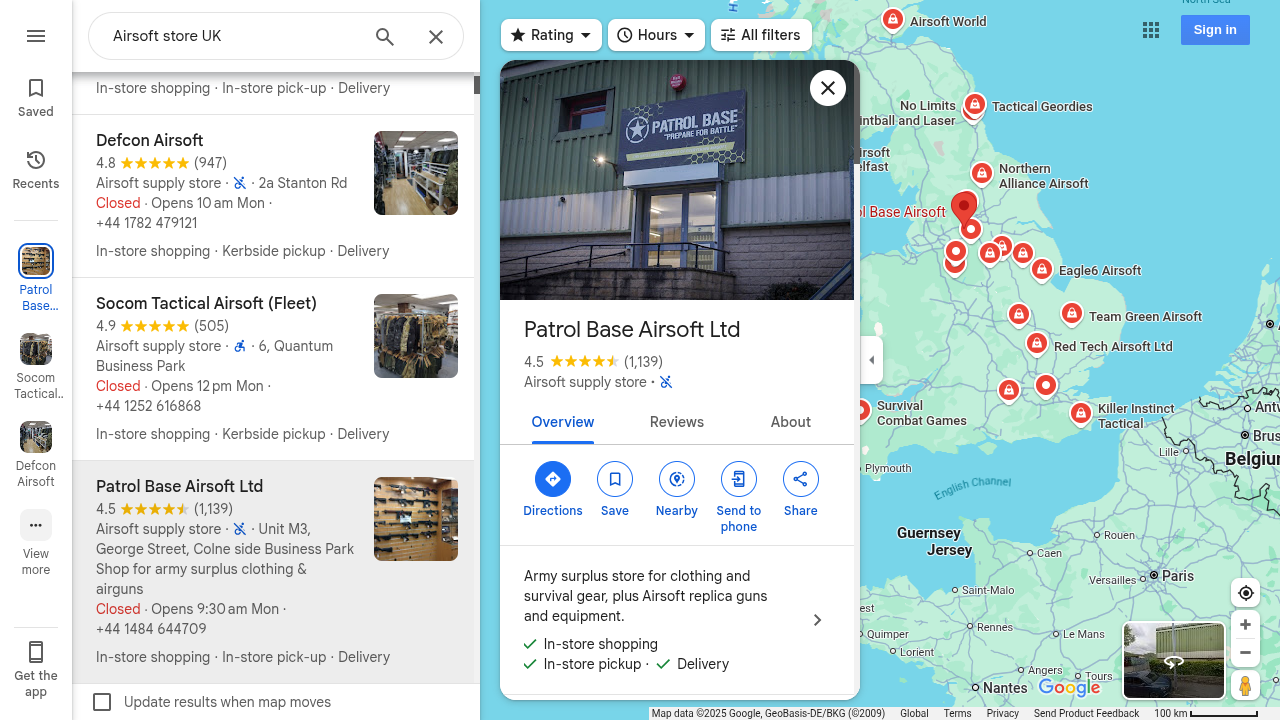 Saved
Recents
Patrol
Base...
Socom
Tactical..
Defcon
Airsoft
View
more
Get the
app
Airsoft store UK
In-store shopping · In-store pick-up · Delivery
Defcon Airsoft
4.8 (947)
Airsoft supply store · · 2a Stanton Rd
Closed · Opens 10 am Mon ·
+44 1782 479121
In-store shopping · Kerbside pickup · Delivery
Socom Tactical Airsoft (Fleet)
4.9 (505)
Airsoft supply store · · 6, Quantum
Business Park
Closed · Opens 12 pm Mon ·
+44 1252 616868
In-store shopping · Kerbside pickup · Delivery
Patrol Base Airsoft Ltd
4.5 (1,139)
Airsoft supply store · · Unit M3,
George Street, Colne side Business Park
Shop for army surplus clothing &
airguns
Closed · Opens 9:30 am Mon ·
+44 1484 644709
In-store shopping · In-store pick-up · Delivery
Update results when map moves
Rating
Hours
All filters
Sign in
PATROL BASE
"PREPARE FOR BATTLE"
Patrol Base Airsoft Ltd
4.5 (1,139)
Airsoft supply store ·
Overview
Reviews
About
Directions
Save
Nearby
Send to
phone
Share
Army surplus store for clothing and
survival gear, plus Airsoft replica guns
and equipment.
In-store shopping
In-store pickup · Delivery
North Sea
Airsoft World
No Limits
intball and Laser
Tactical Geordies
irsoft
elfast
Northern
Alliance Airsoft
ol Base Airsoft
Eagle6 Airsoft
Team Green Airsoft
Red Tech Airsoft Ltd
Survival
Combat Games
Killer Instinct
Tactical
Antw
Brus
Lille
Belgium
Plymouth
English Channel
Guernsey
Jersey
Rouen
Caen
Versailles
Paris
Saint-Malo
est
Quimper
Rennes
Le Mans
Lorient
Angers
Tours
Nantes
Google
Map data ©2025 Google, GeoBasis-DE/BKG (©2009)
Global
Terms
Privacy
Send Product Feedback
100 km